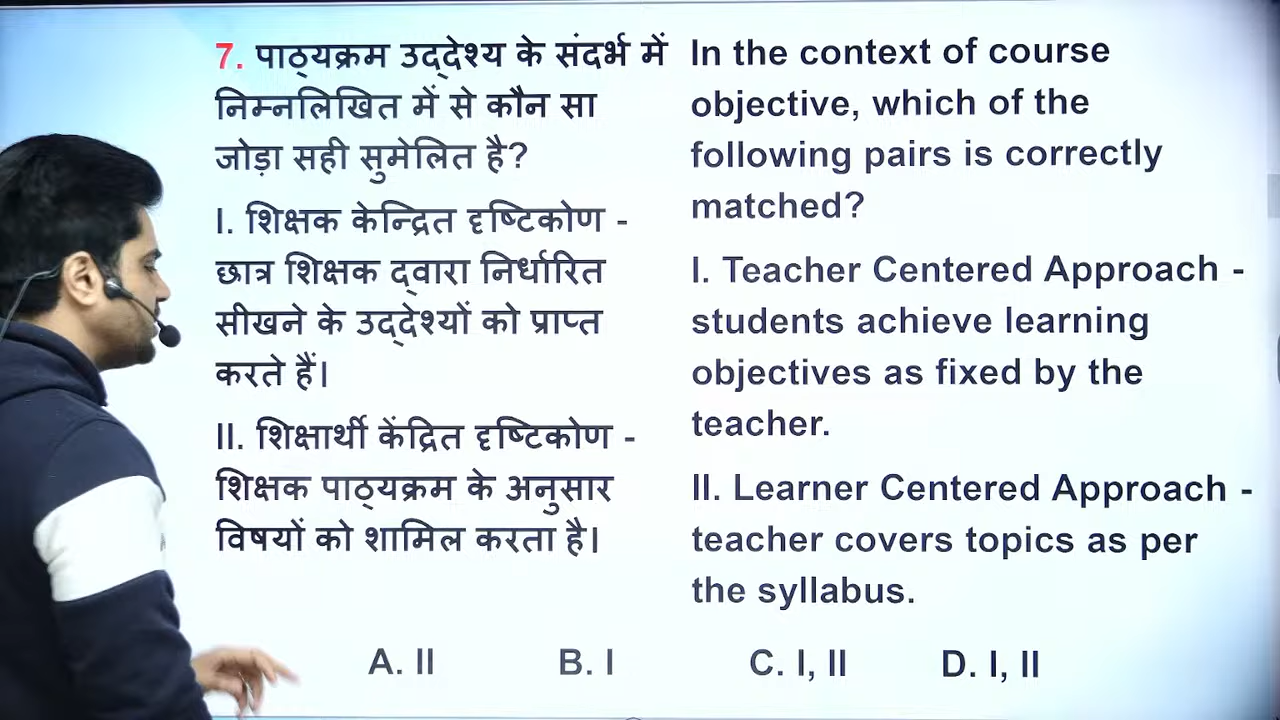 7. पाठ्यक्रम उद्देश्य के संदर्भ में
निम्नलिखित में से कौन सा
जोड़ा सही सुमेलित है?
I. शिक्षक केन्द्रित दृष्टिकोण -
छात्र शिक्षक द्वारा निर्धारित
सीखने के उद्देश्यों को प्राप्त
करते हैं।
II. शिक्षार्थी केंद्रित दृष्टिकोण -
शिक्षक पाठ्यक्रम के अनुसार
विषयों को शामिल करता है।
In the context of course
objective, which of the
following pairs is correctly
matched?
I. Teacher Centered Approach -
students achieve learning
objectives as fixed by the
teacher.
II. Learner Centered Approach -
teacher covers topics as per
the syllabus.
A. II B. I C. I, II D. I, II